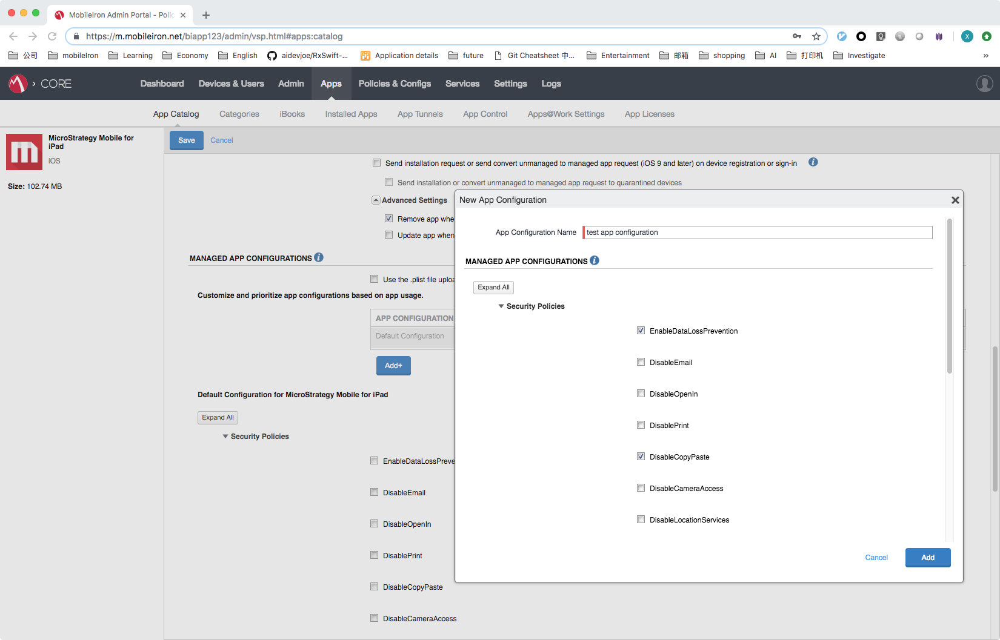 MobileIron Admin Portal - Polic
https://m.mobileiron.net/biapp123/admin/vsp.html#apps:catalog
X
公司 mobileIron Learning Economy English aidevjoe/RxSwift-... Application details future Git Cheatsheet 中... Entertainment 邮箱 shopping AI 打印机 Investigate »
CORE Dashboard Devices & Users Admin Apps Policies & Configs Services Settings Logs
App Catalog Categories iBooks Installed Apps App Tunnels App Control Apps@Work Settings App Licenses
MicroStrategy Mobile for
iPad
iOS
Size: 102.74 MB
Save Cancel
Send installation request or send convert unmanaged to managed app request (iOS 9 and later) on device registration or sign-in
Send installation or convert unmanaged to managed app request to quarantined devices
Advanced Settings
Remove app whe
Update app when
MANAGED APP CONFIGURATIONS
Use the .plist file uploa
Customize and prioritize app configurations based on app usage.
APP CONFIGURATION
Default Configuration
Add+
Default Configuration for MicroStrategy Mobile for iPad
Expand All
Security Policies
EnableDataLossPreve
DisableEmail
DisableOpenIn
DisablePrint
DisableCopyPaste
DisableCameraAccess
New App Configuration
App Configuration Name test app configuration
MANAGED APP CONFIGURATIONS
Expand All
Security Policies
EnableDataLossPrevention
DisableEmail
DisableOpenIn
DisablePrint
DisableCopyPaste
DisableCameraAccess
DisableLocationServices
Cancel Add